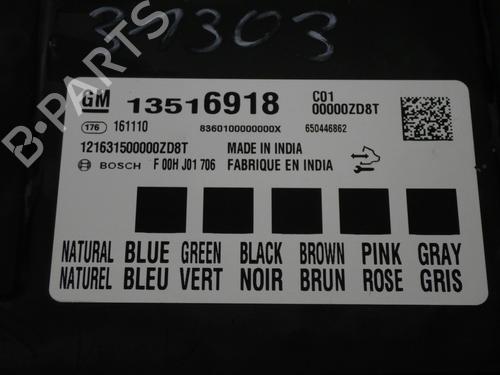 37303
GM 13516918 C01
00000ZD8T
176 161110 8360100000000X 650446862
121631500000ZD8T MADE IN INDIA
BOSCH F 00H J01 706 FABRIQUE EN INDIA
NATURAL BLUE GREEN BLACK BROWN PINK GRAY
NATUREL BLEU VERT NOIR BRUN ROSE GRIS
B-PARTS